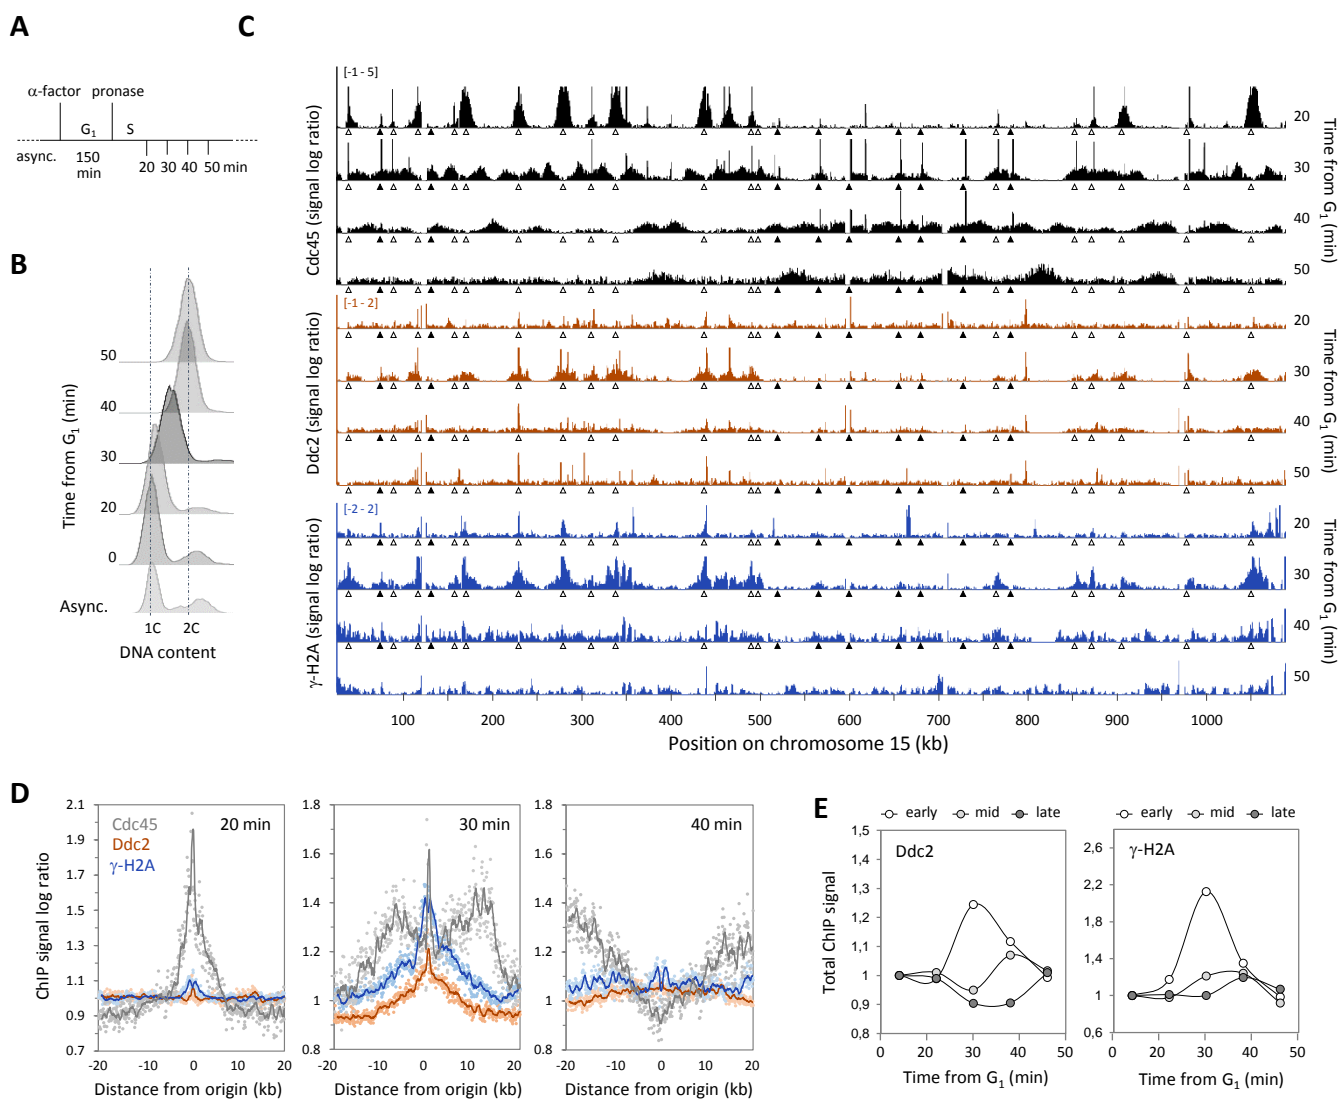 A
α-factor pronase
G1 S
async. 150 min 20 30 40 50 min
B
Time from G1 (min)
50
40
30
20
0
Async.
1C 2C
DNA content
C
[-1 - 5]
Cdc45 (signal log ratio)
20
30
40
50
Time from G1 (min)
[-1 - 2]
Ddc2 (signal log ratio)
20
30
40
50
Time from G1 (min)
[-2 - 2]
γ-H2A (signal log ratio)
20
30
40
50
Time from G1 (min)
100 200 300 400 500 600 700 800 900 1000
Position on chromosome 15 (kb)
D
ChIP signal log ratio
2.1
1.9
1.7
1.5
1.3
1.1
0.9
0.7
Cdc45
Ddc2
γ-H2A
20 min
-20 -10 0 10 20
Distance from origin (kb)
1.8
1.6
1.4
1.2
1
0.8
30 min
-20 -10 0 10 20
Distance from origin (kb)
1.8
1.6
1.4
1.2
1
0.8
40 min
-20 -10 0 10 20
Distance from origin (kb)
E
early mid late
Total ChIP signal
1,5
1,4
1,3
1,2
1,1
1
0,9
0,8
Ddc2
0 10 20 30 40 50
Time from G1 (min)
early mid late
2,6
2,2
1,8
1,4
1
0,6
γ-H2A
0 10 20 30 40 50
Time from G1 (min)